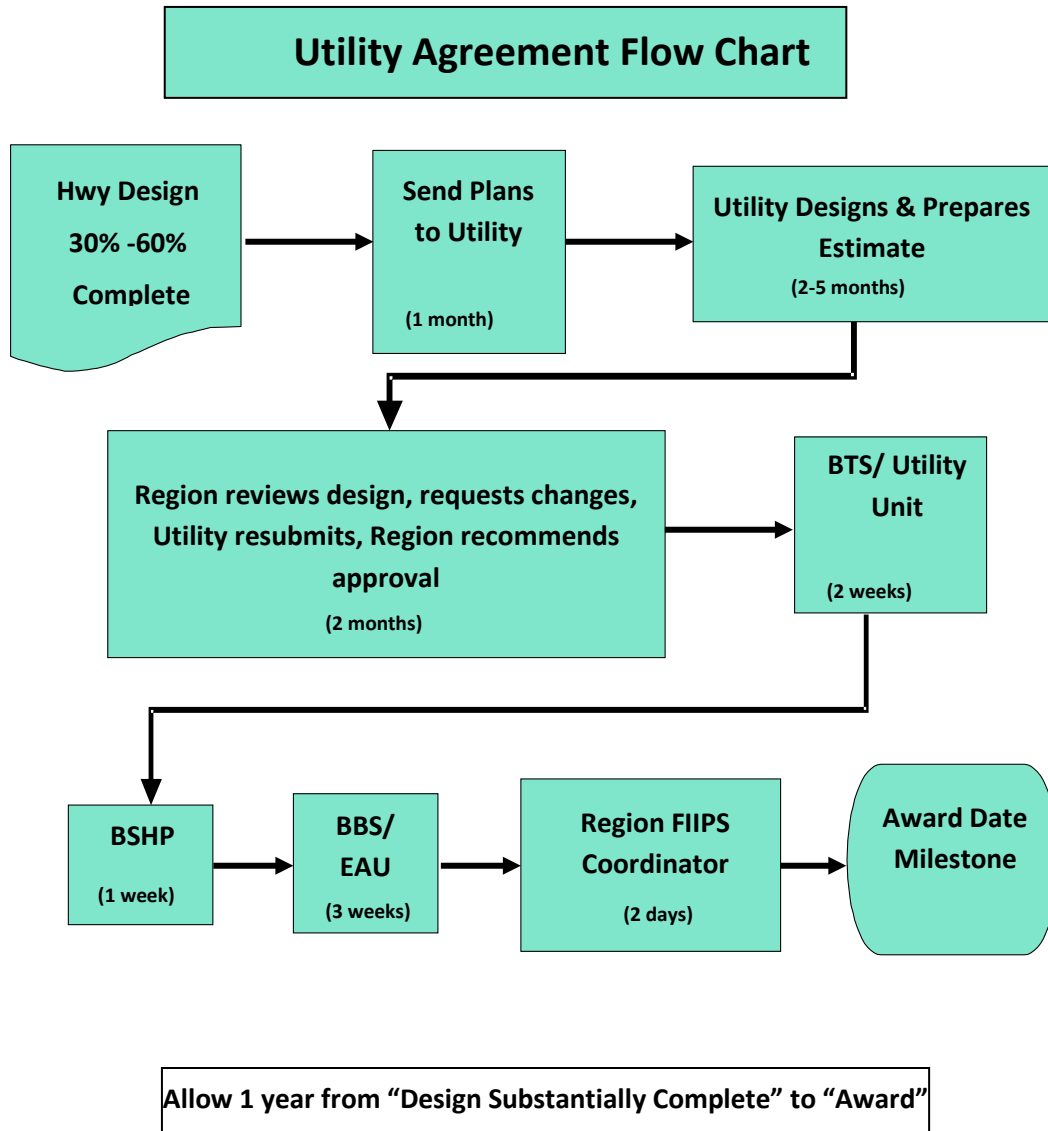 Utility Agreement Flow Chart
Hwy Design
30% -60%
Complete
Send Plans
to Utility
(1 month)
Utility Designs & Prepares
Estimate
(2-5 months)
Region reviews design, requests changes,
Utility resubmits, Region recommends
approval
(2 months)
BTS/ Utility
Unit
(2 weeks)
BSHP
(1 week)
BBS/
EAU
(3 weeks)
Region FIIPS
Coordinator
(2 days)
Award Date
Milestone
Allow 1 year from “Design Substantially Complete” to “Award”